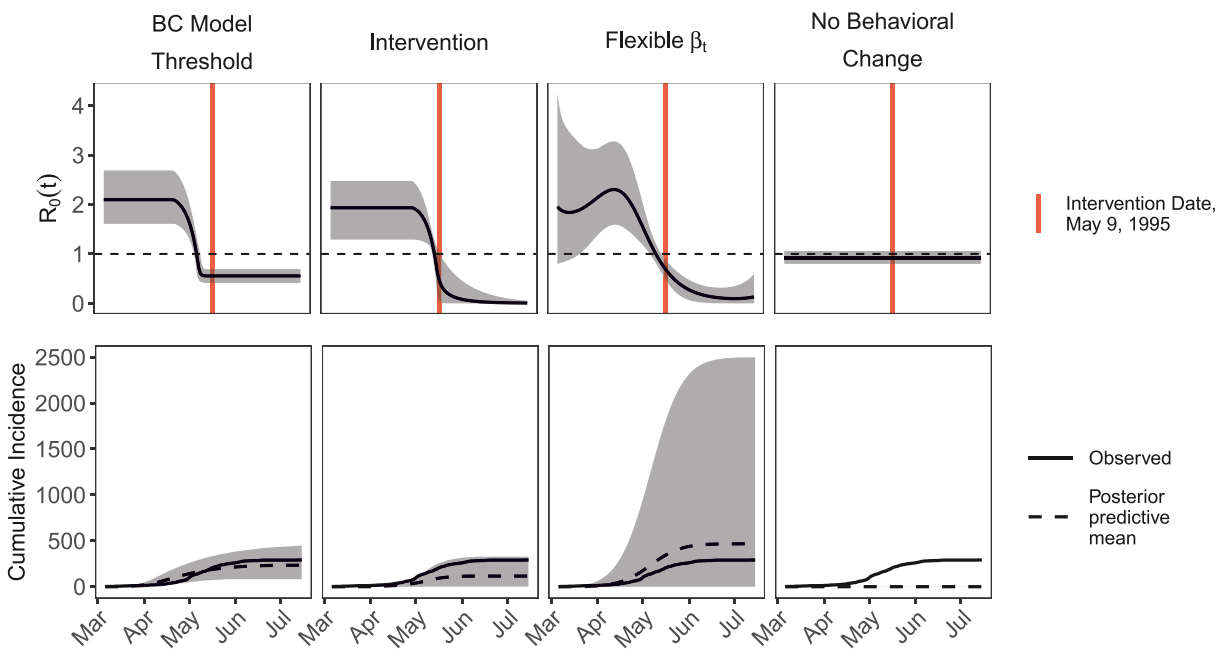 BC Model
Threshold
Intervention
Flexible βt
No Behavioral
Change
R0(t)
4
3
2
1
0
Intervention Date,
May 9, 1995
Cumulative Incidence
2500
2000
1500
1000
500
0
Observed
Posterior
predictive
mean
Mar Apr May Jun Jul
Mar Apr May Jun Jul
Mar Apr May Jun Jul
Mar Apr May Jun Jul